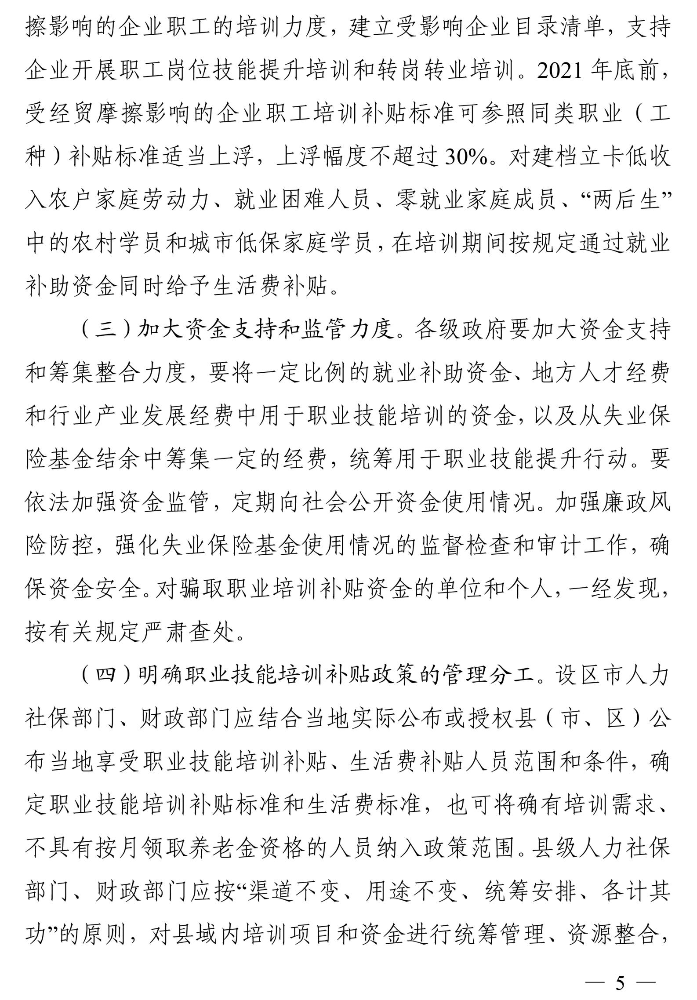 擦影响的企业职工的培训力度，建立受影响企业目录清单，支持
企业开展职工岗位技能提升培训和转岗转业培训。2021 年底前，
受经贸摩擦影响的企业职工培训补贴标准可参照同类职业（工
种）补贴标准适当上浮，上浮幅度不超过 30%。对建档立卡低收
入农户家庭劳动力、就业困难人员、零就业家庭成员、“两后生”
中的农村学员和城市低保家庭学员，在培训期间按规定通过就业
补助资金同时给予生活费补贴。
（三）加大资金支持和监管力度。各级政府要加大资金支持
和筹集整合力度，要将一定比例的就业补助资金、地方人才经费
和行业产业发展经费中用于职业技能培训的资金，以及从失业保
险基金结余中筹集一定的经费，统筹用于职业技能提升行动。要
依法加强资金监管，定期向社会公开资金使用情况。加强廉政风
险防控，强化失业保险基金使用情况的监督检查和审计工作，确
保资金安全。对骗取职业培训补贴资金的单位和个人，一经发现，
按有关规定严肃查处。
（四）明确职业技能培训补贴政策的管理分工。设区市人力
社保部门、财政部门应结合当地实际公布或授权县（市、区）公
布当地享受职业技能培训补贴、生活费补贴人员范围和条件，确
定职业技能培训补贴标准和生活费标准，也可将确有培训需求、
不具有按月领取养老金资格的人员纳入政策范围。县级人力社保
部门、财政部门应按“渠道不变、用途不变、统筹安排、各计其
功”的原则，对县域内培训项目和资金进行统筹管理、资源整合，
— 5 —